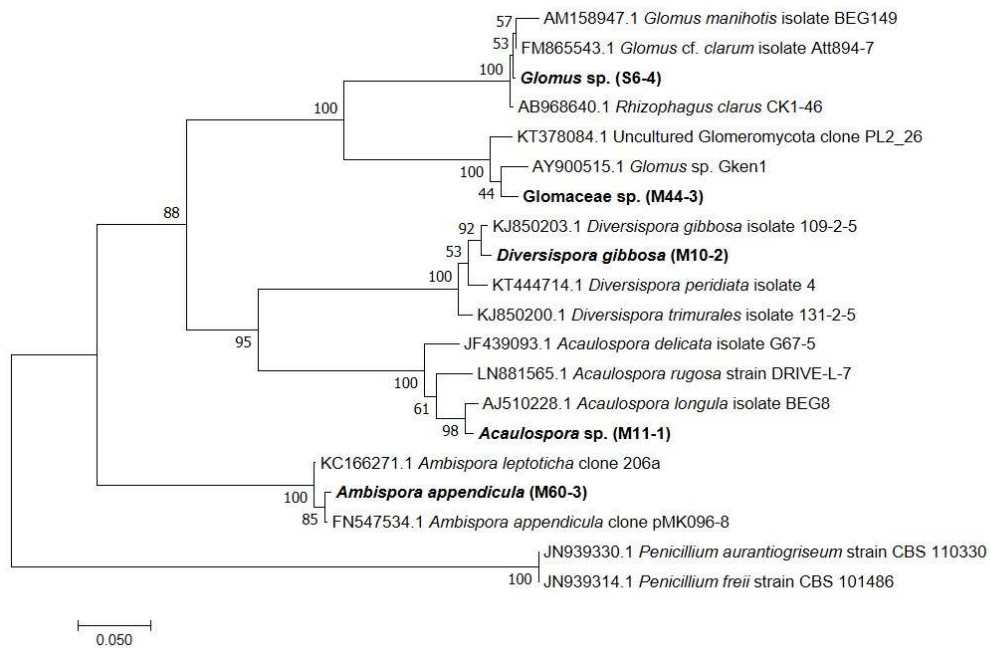 57
AM158947.1 Glomus manihotis isolate BEG149
53
FM865543.1 Glomus cf. clarum isolate Att894-7
100
Glomus sp. (S6-4)
AB968640.1 Rhizophagus clarus CK1-46
100
KT378084.1 Uncultured Glomeromycota clone PL2_26
100
AY900515.1 Glomus sp. Gken1
44
Glomaceae sp. (M44-3)
88
92
KJ850203.1 Diversispora gibbosa isolate 109-2-5
53
Diversispora gibbosa (M10-2)
100
KT444714.1 Diversispora peridiata isolate 4
KJ850200.1 Diversispora trimurales isolate 131-2-5
95
JF439093.1 Acaulospora delicata isolate G67-5
100
LN881565.1 Acaulospora rugosa strain DRIVE-L-7
61
AJ510228.1 Acaulospora longula isolate BEG8
98
Acaulospora sp. (M11-1)
KC166271.1 Ambispora leptoticha clone 206a
100
Ambispora appendicula (M60-3)
85
FN547534.1 Ambispora appendicula clone pMK096-8
JN939330.1 Penicillium aurantiogriseum strain CBS 110330
100
JN939314.1 Penicillium freii strain CBS 101486
0.050